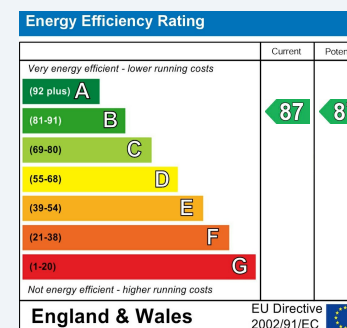 Energy Efficiency Rating
Current
Very energy efficient - lower running costs
(92 plus) A
(81-91) B
87
(69-80) C
(55-68) D
(39-54) E
(21-38) F
(1-20) G
Not energy efficient - higher running costs
England & Wales
EU Directive
2002/91/EC